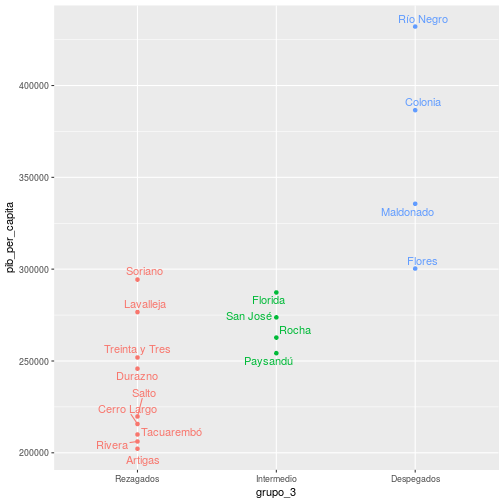 Río Negro
400000
Colonia
350000
Maldonado
Flores
300000
Soriano
Florida
Lavalleja
San José
Rocha
Treinta y Tres
Paysandú
250000
Durazno
Salto
Cerro Largo
Tacuarembó
Rivera
200000
Artigas
pib_per_capita
Rezagados Intermedio Despegados
grupo_3